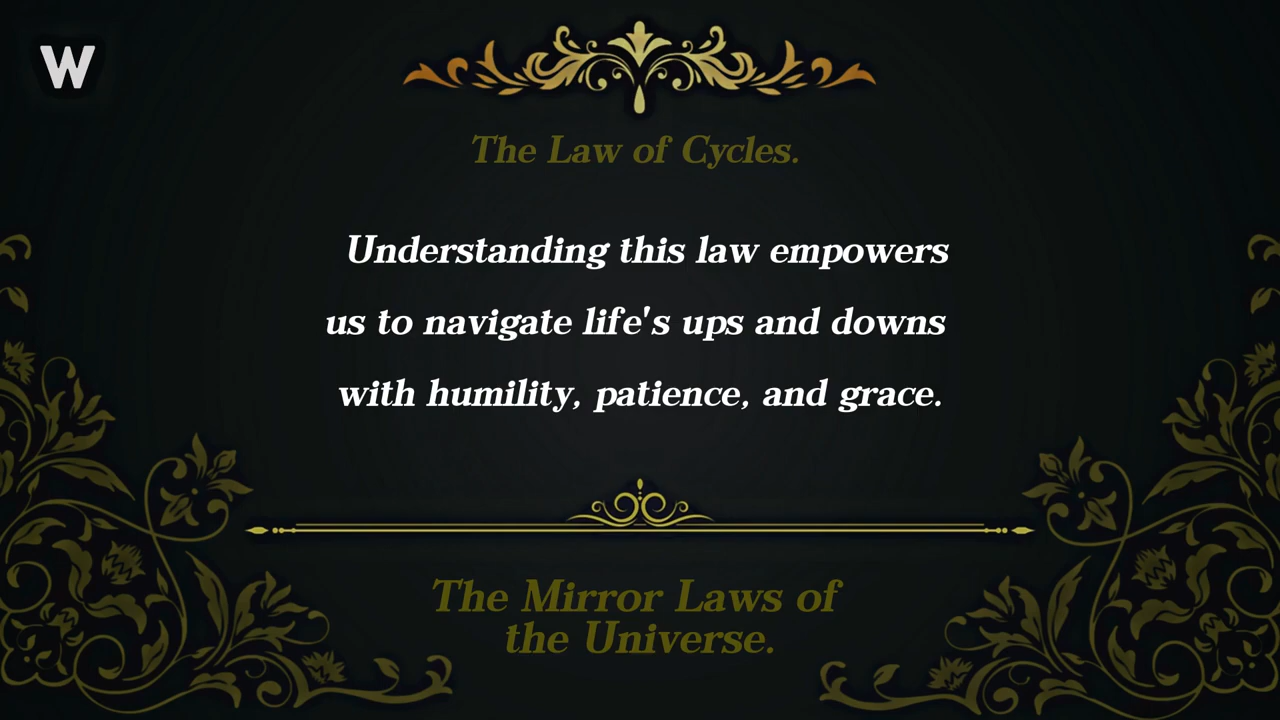 W
The Law of Cycles.
Understanding this law empowers
us to navigate life's ups and downs
with humility, patience, and grace.
The Mirror Laws of
the Universe.